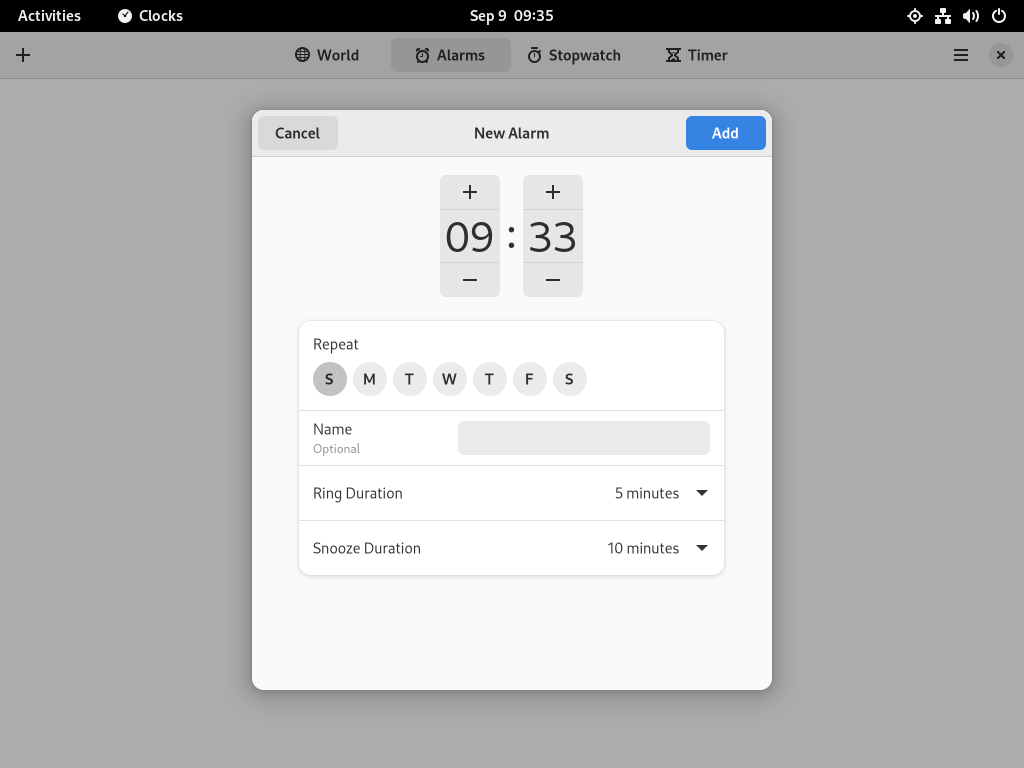 Activities Clocks Sep 9 09:35
World Alarms Stopwatch Timer
Cancel New Alarm Add
+ +
09 : 33
− −
Repeat
S M T W T F S
Name
Optional
Ring Duration 5 minutes
Snooze Duration 10 minutes